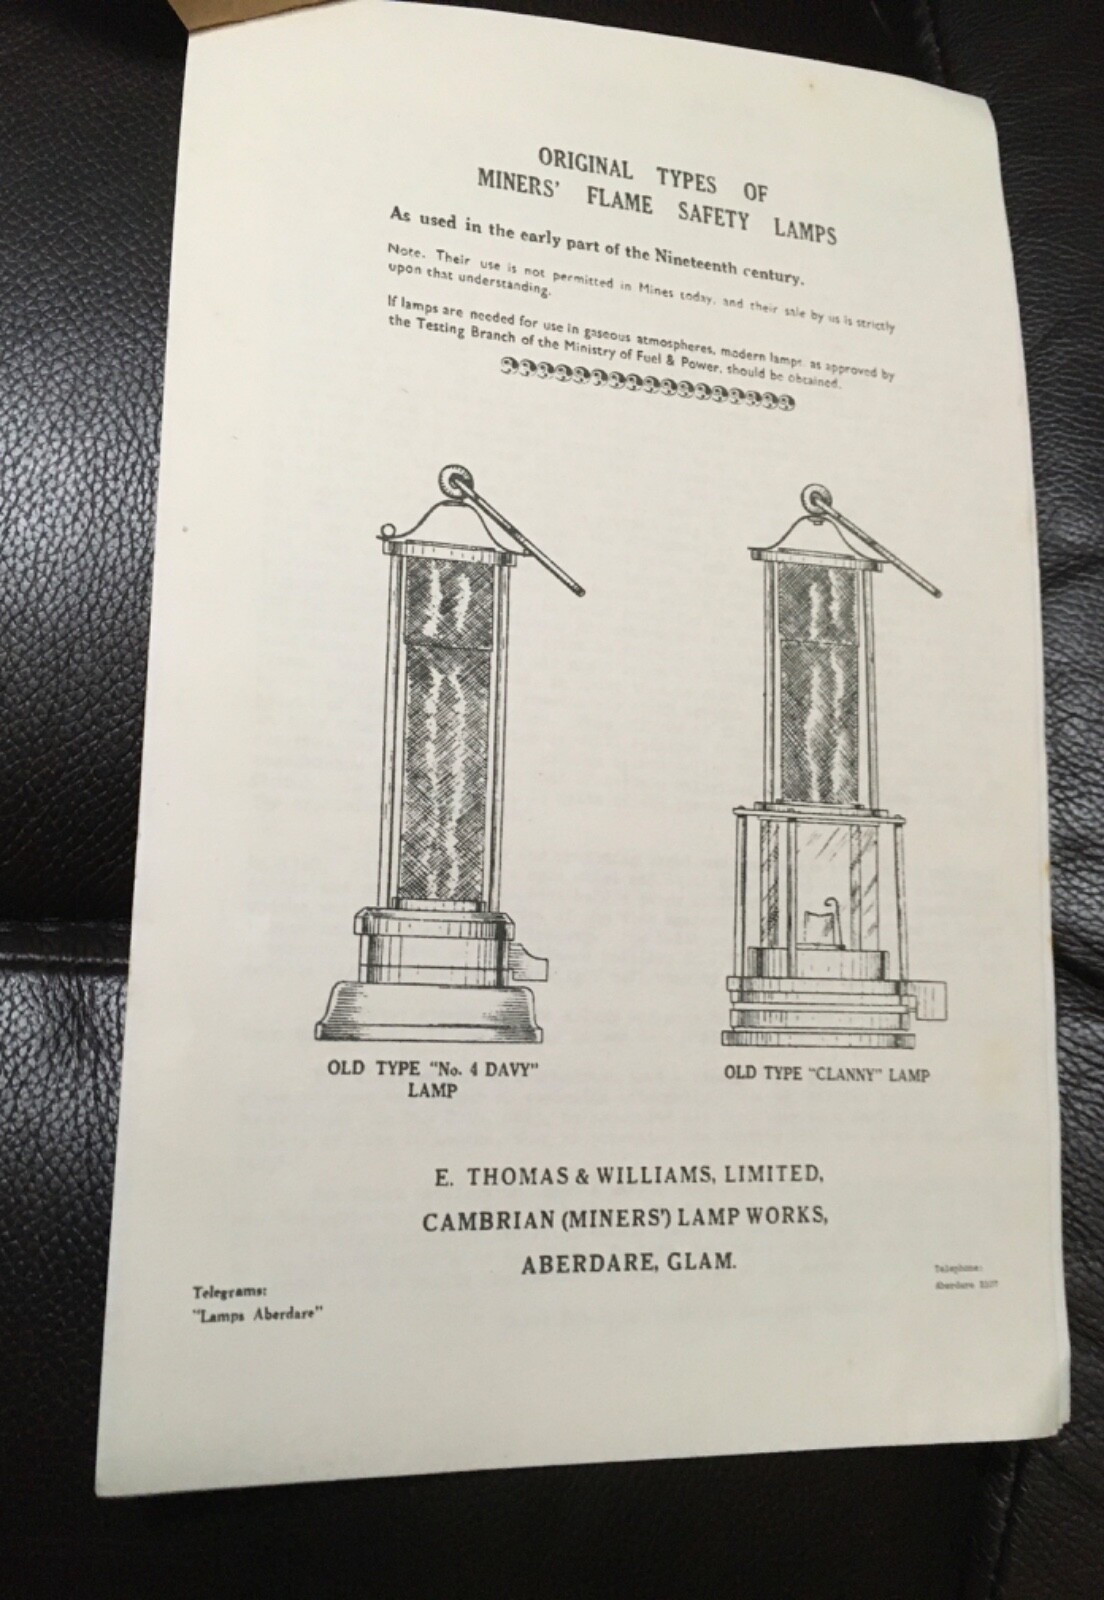 ORIGINAL TYPES OF
MINERS' FLAME SAFETY LAMPS
As used in the early part of the Nineteenth century.
Note. Their use is not permitted in Mines today, and their sale by us is strictly
upon that understanding.
If lamps are needed for use in gaseous atmospheres, modern lamps, as approved by
the Testing Branch of the Ministry of Fuel & Power, should be obtained.
OLD TYPE "No. 4 DAVY"
LAMP
OLD TYPE "CLANNY" LAMP
E. THOMAS & WILLIAMS, LIMITED,
CAMBRIAN (MINERS') LAMP WORKS,
ABERDARE, GLAM.
Telegrams:
"Lamps Aberdare"
Telephone:
Aberdare